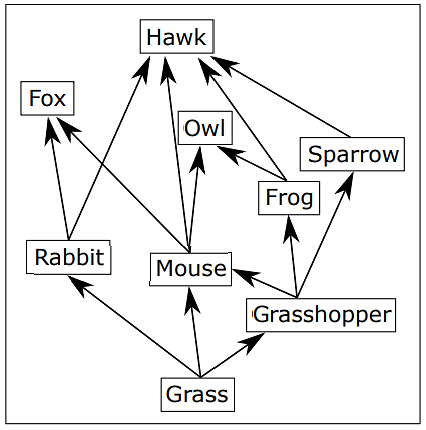 Hawk
Fox
Owl
Sparrow
Frog
Rabbit
Mouse
Grasshopper
Grass